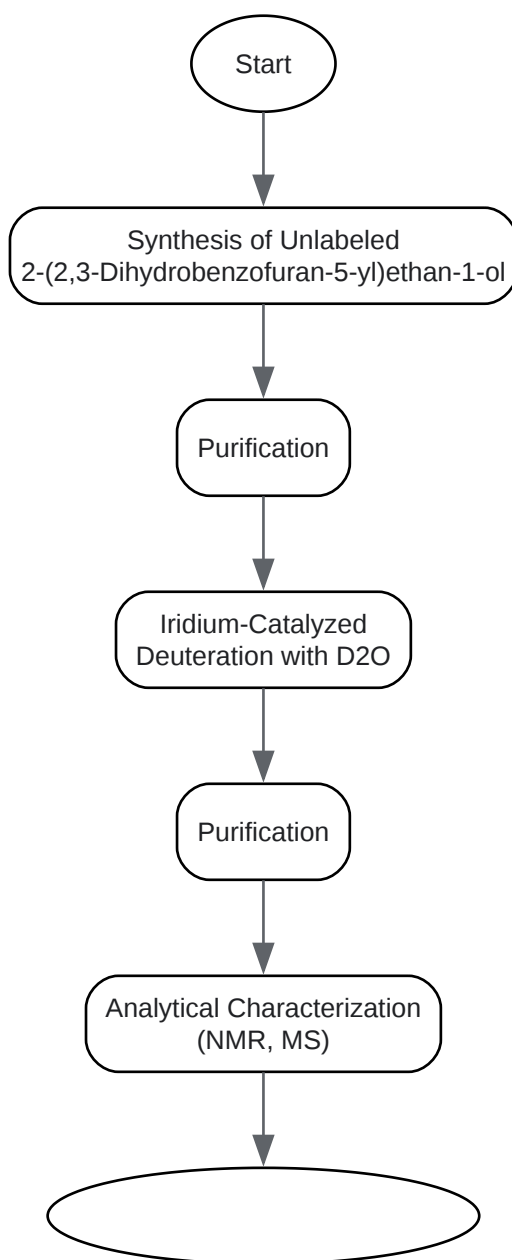 Start
Synthesis of Unlabeled
2-(2,3-Dihydrobenzofuran-5-yl)ethan-1-ol
Purification
Iridium-Catalyzed
Deuteration with D2O
Purification
Analytical Characterization
(NMR, MS)